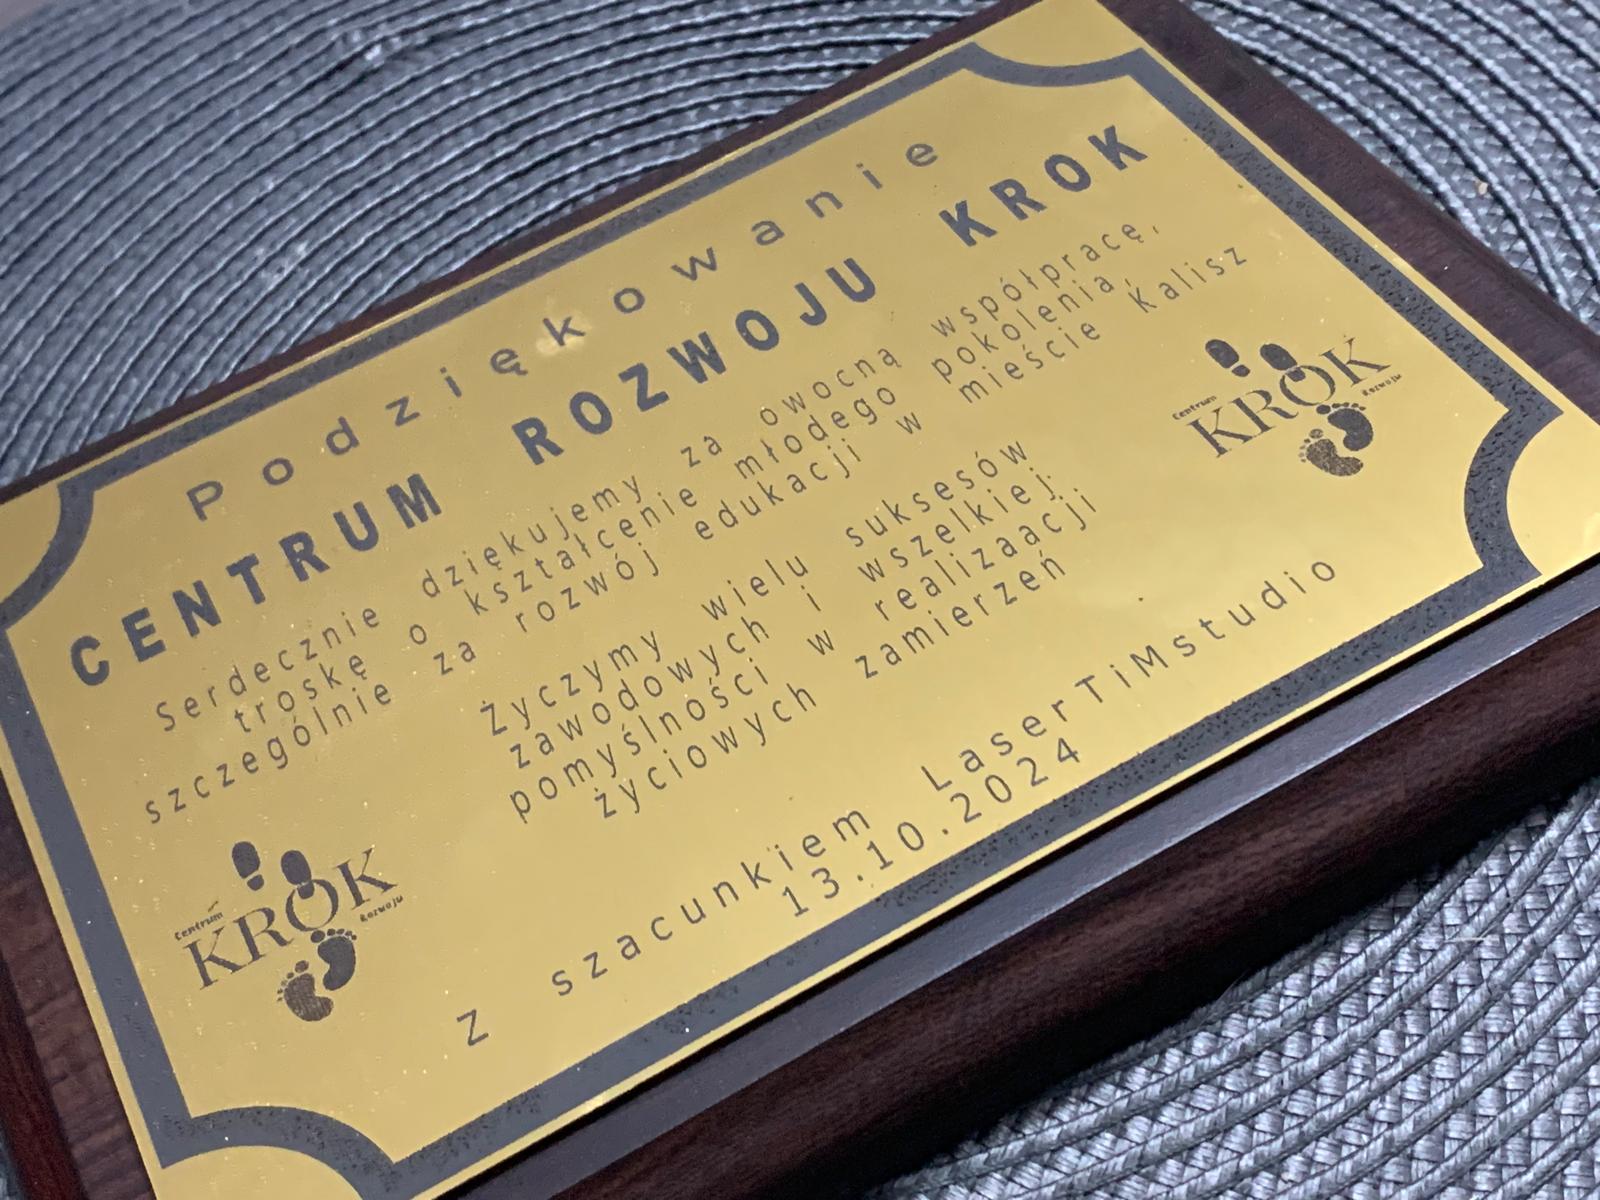 Podziękowanie
CENTRUM ROZWOJU KROK
Serdecznie dziękujemy za owocną współpracę,
troskę o kształcenie młodego pokolenia,
szczególnie za rozwój edukacji w mieście Kalisz
Centrum
KROK
Rozwoju
Życzymy wielu suksesów
zawodowych i wszelkiej
pomyślności w realizaacji
życiowych zamierzeń
Centrum
KROK
Rozwoju
Z szacunkiem LaserTiMstudio
13.10.2024